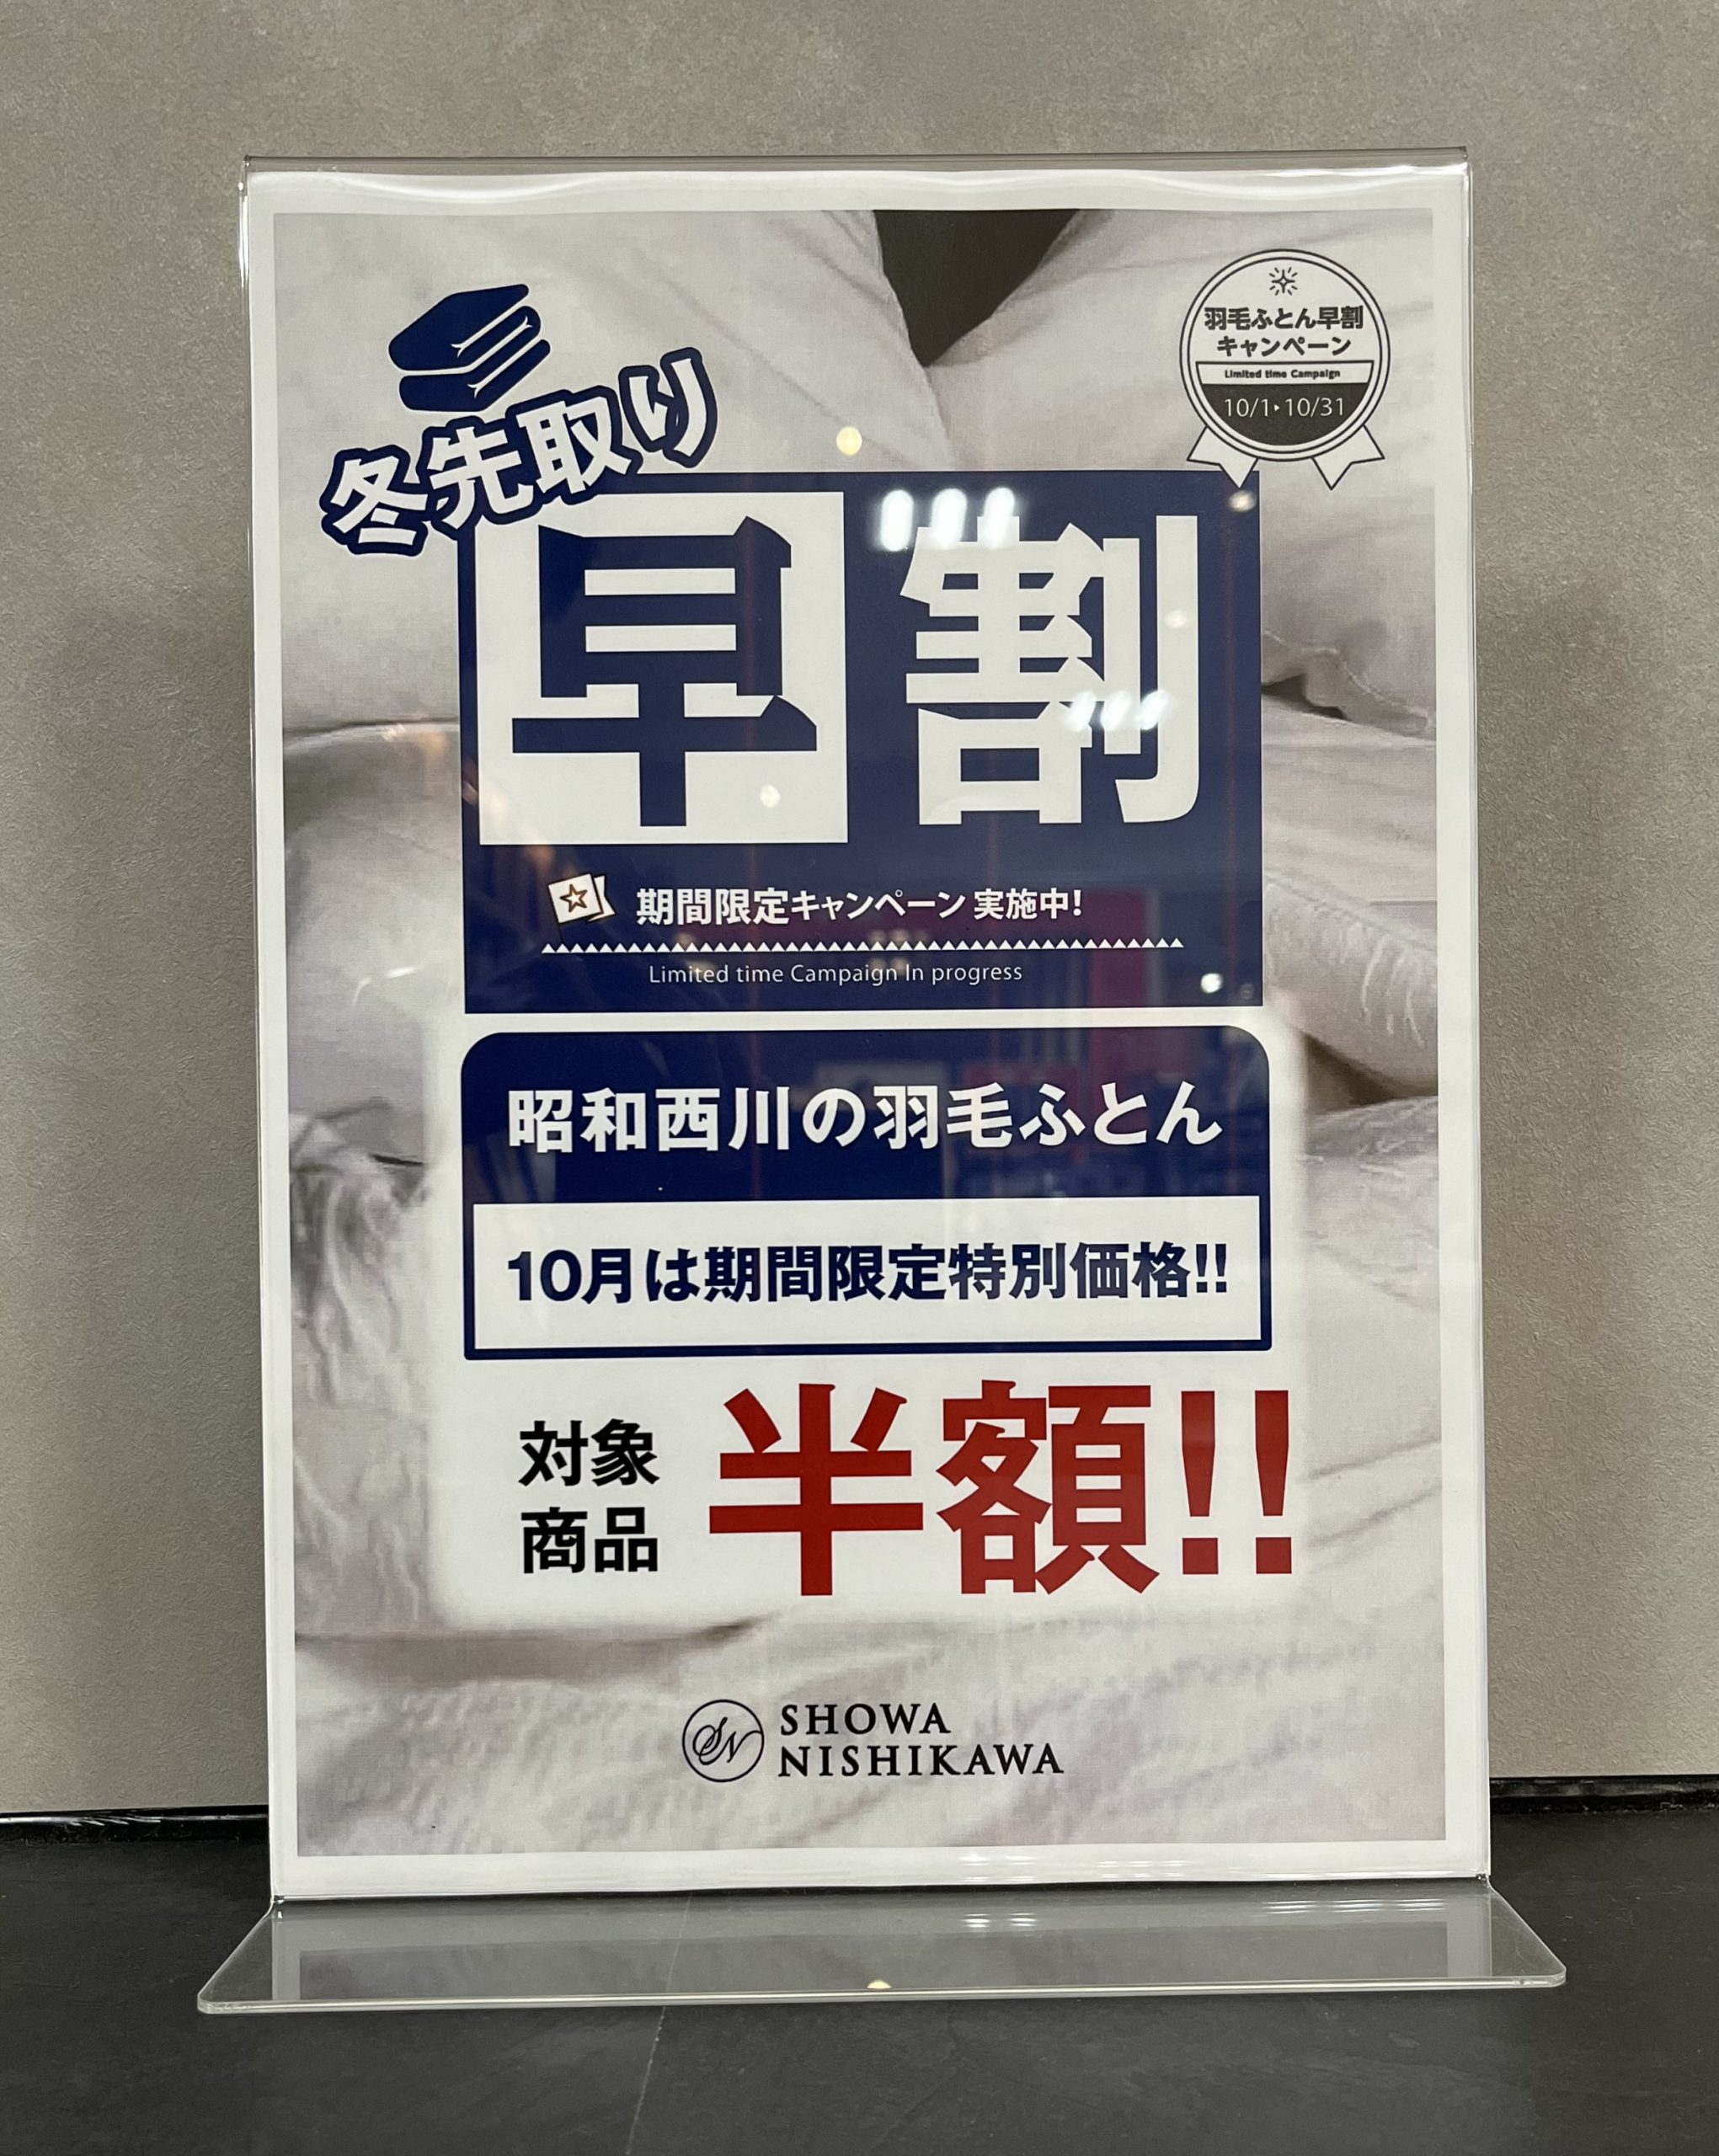 羽毛ふとん早割
キャンペーン
Limited time Campaign
10/1▸10/31
冬先取り
早割
期間限定キャンペーン 実施中!
Limited time Campaign In progress
昭和西川の羽毛ふとん
10月は期間限定特別価格!!
対象
商品
半額!!
SN
SHOWA
NISHIKAWA